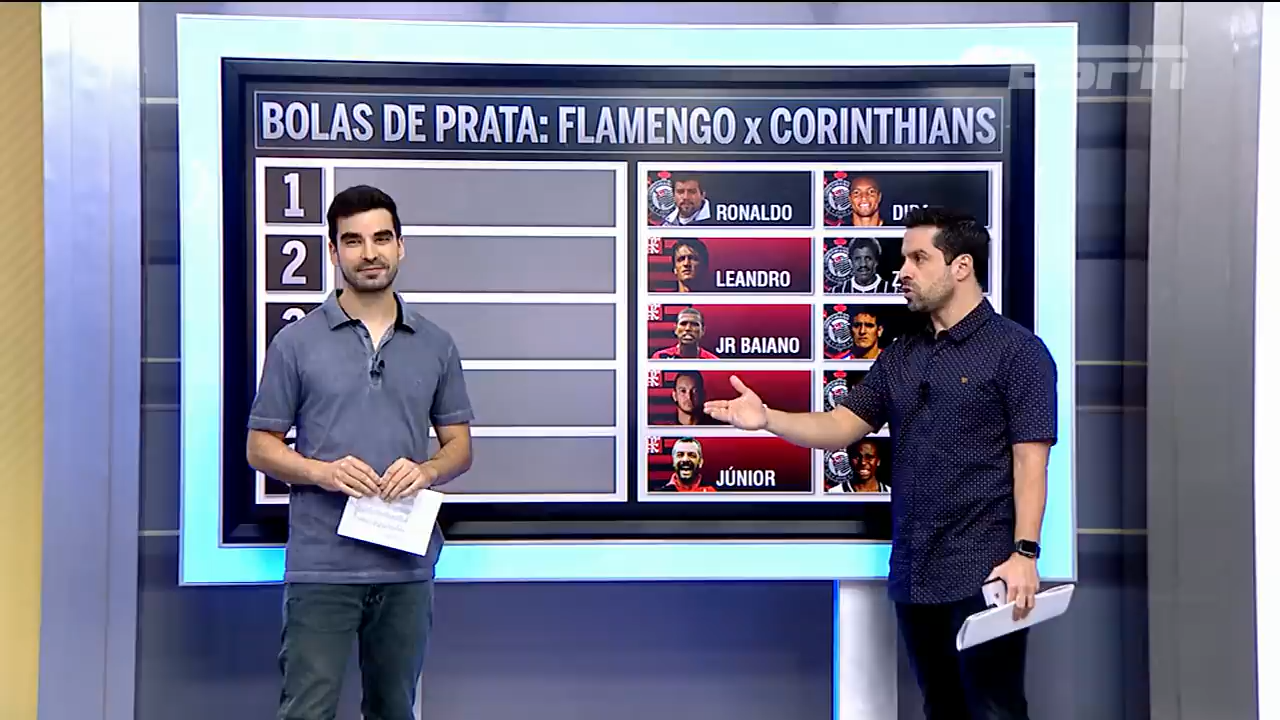 ESPN
BOLAS DE PRATA: FLAMENGO x CORINTHIANS
1
RONALDO
2
LEANDRO
JR BAIANO
JÚNIOR